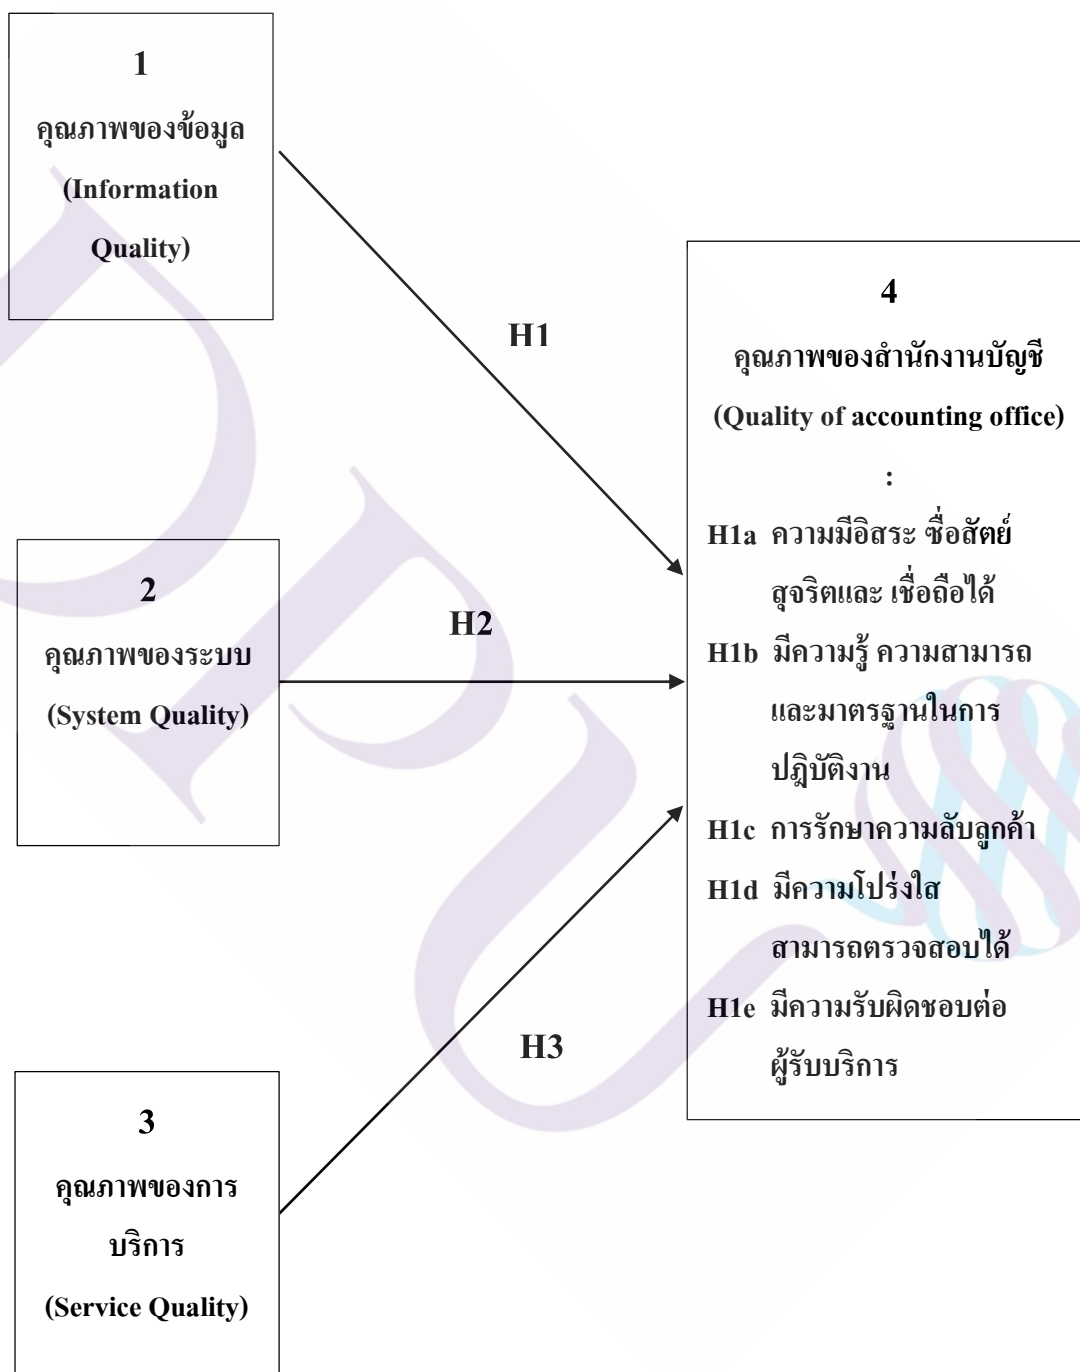 1
คุณภาพของข้อมูล
(Information
Quality)
H1
4
คุณภาพของสำนักงานบัญชี
(Quality of accounting office)
:
H1a ความมีอิสระ ซื่อสัตย์
สุจริตและ เชื่อถือได้
H1b มีความรู้ ความสามารถ
และมาตรฐานในการ
ปฎิบัติงาน
H1c การรักษาความลับลูกค้า
H1d มีความโปร่งใส
สามารถตรวจสอบได้
H1e มีความรับผิดชอบต่อ
ผู้รับบริการ
2
คุณภาพของระบบ
(System Quality)
H2
H3
3
คุณภาพของการ
บริการ
(Service Quality)
DPU